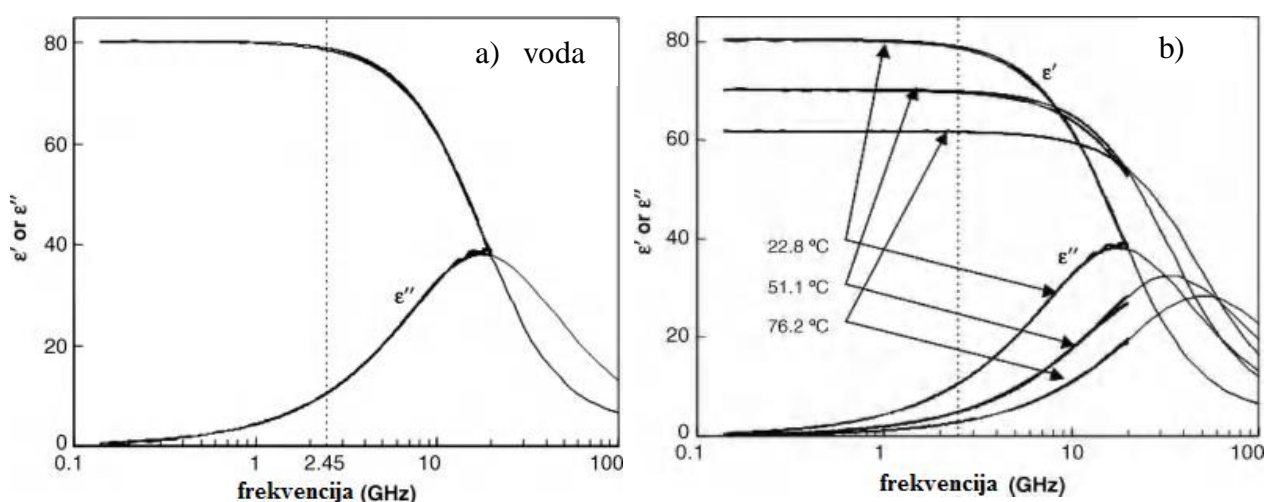 a) voda
80
60
40
20
0
ε' or ε''
ε''
0.1
1
2.45
10
100
frekvencija (GHz)
b)
80
60
40
20
0
ε' or ε''
ε'
22.8 ºC
ε''
51.1 ºC
76.2 ºC
0.1
1
10
100
frekvencija (GHz)